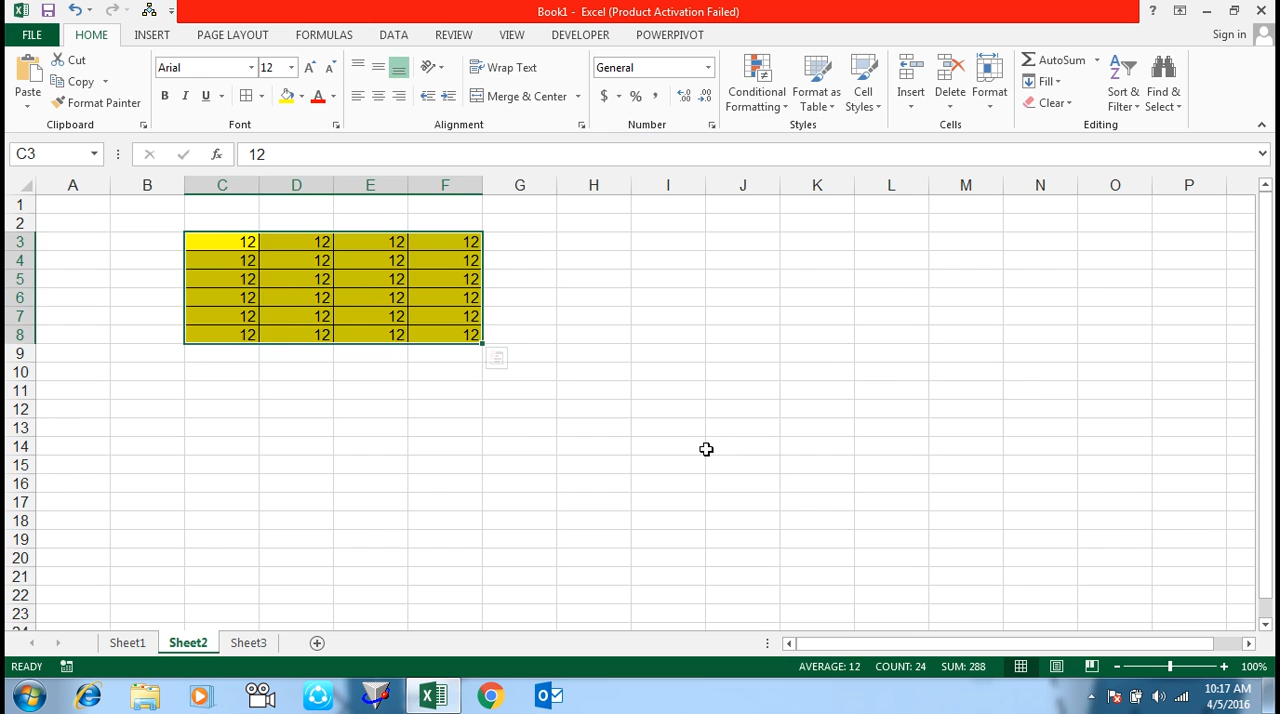 Book1 - Excel (Product Activation Failed)
?
FILE HOME INSERT PAGE LAYOUT FORMULAS DATA REVIEW VIEW DEVELOPER POWERPIVOT Sign in
Paste
Cut
Copy
Format Painter
Clipboard
Arial 12
B I U A
Font
Wrap Text
Merge & Center
Alignment
General
$ % ,
Number
Conditional Formatting
Format as Table
Cell Styles
Styles
Insert
Delete
Format
Cells
AutoSum
Fill
Clear
Sort & Filter
Find & Select
Editing
C3 fx 12
A B C D E F G H I J K L M N O P
1
2
3 12 12 12 12
4 12 12 12 12
5 12 12 12 12
6 12 12 12 12
7 12 12 12 12
8 12 12 12 12
9
10
11
12
13
14
15
16
17
18
19
20
21
22
23
24
Sheet1 Sheet2 Sheet3
READY AVERAGE: 12 COUNT: 24 SUM: 288 100%
10:17 AM
4/5/2016